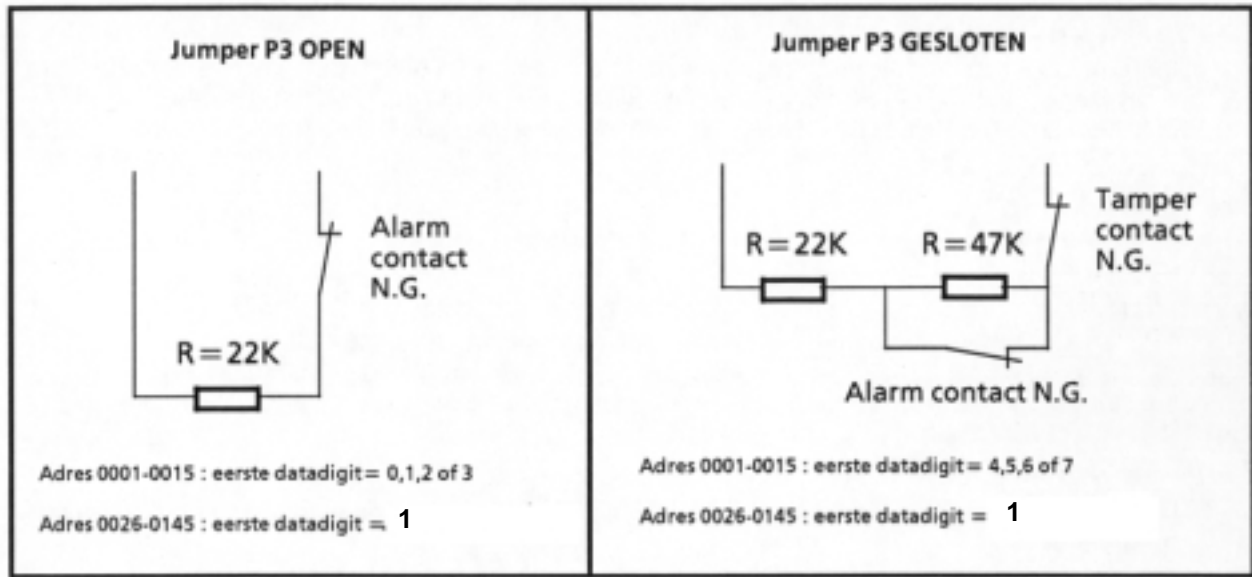 Jumper P3 OPEN
Alarm
contact
N.G.
R=22K
Adres 0001-0015 : eerste datadigit= 0,1,2 of 3
Adres 0026-0145 : eerste datadigit = 1
Jumper P3 GESLOTEN
Tamper
contact
N.G.
R=22K
R=47K
Alarm contact N.G.
Adres 0001-0015 : eerste datadigit= 4,5,6 of 7
Adres 0026-0145 : eerste datadigit = 1